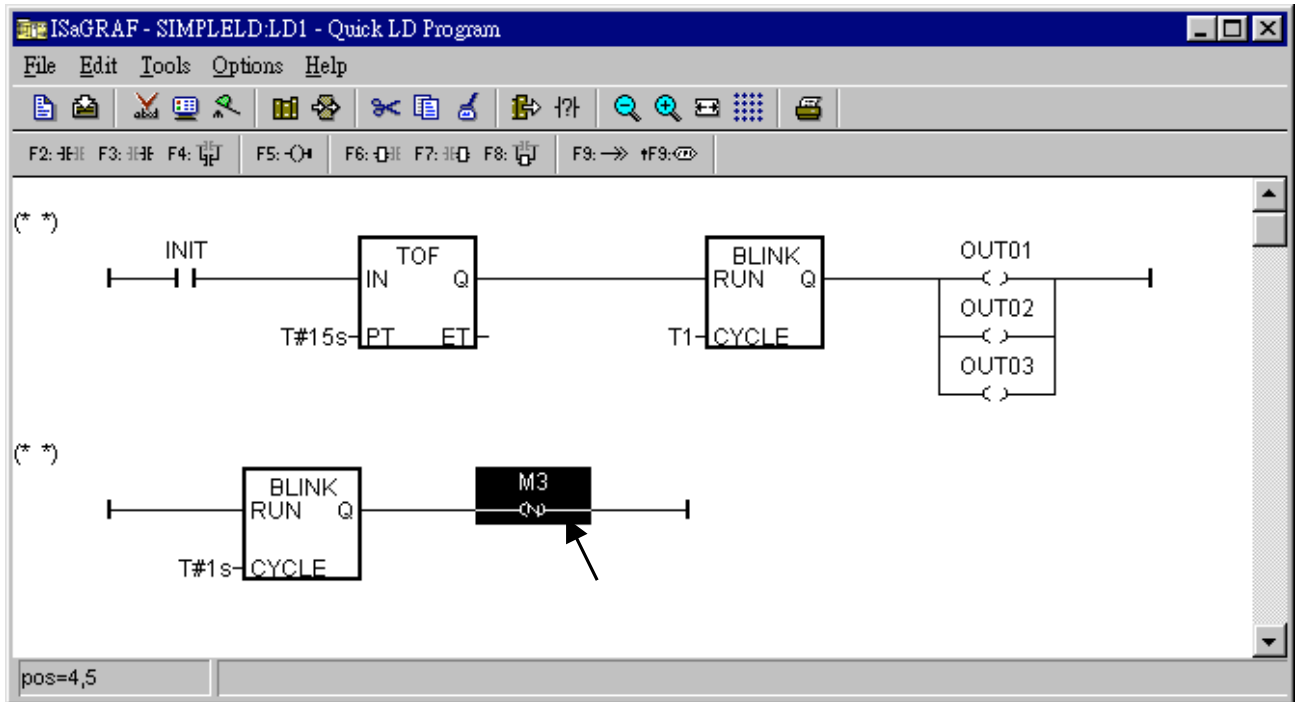 ISaGRAF - SIMPLELD:LD1 - Quick LD Program
File Edit Tools Options Help
F2: F3: F4: F5: F6: F7: F8: F9: F9:
(* *)
INIT TOF BLINK OUT01
IN Q RUN Q
OUT02
T#15s PT ET T1 CYCLE
OUT03
(* *)
BLINK M3
RUN Q (N)
T#1s CYCLE
pos=4,5